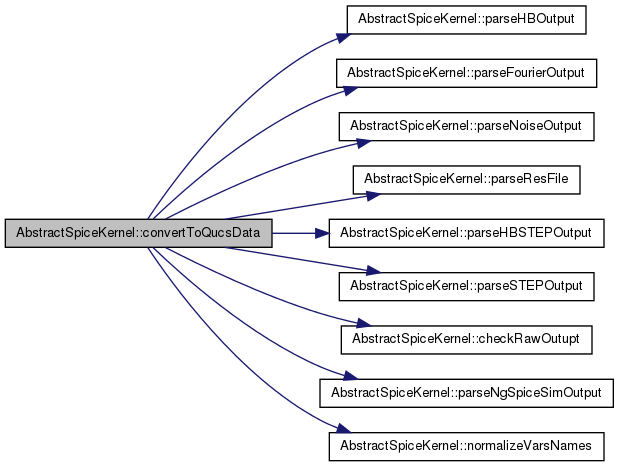 AbstractSpiceKernel::parseHBOutput
AbstractSpiceKernel::parseFourierOutput
AbstractSpiceKernel::parseNoiseOutput
AbstractSpiceKernel::parseResFile
AbstractSpiceKernel::convertToQucsData
AbstractSpiceKernel::parseHBSTEPOutput
AbstractSpiceKernel::parseSTEPOutput
AbstractSpiceKernel::checkRawOutupt
AbstractSpiceKernel::parseNgSpiceSimOutput
AbstractSpiceKernel::normalizeVarsNames